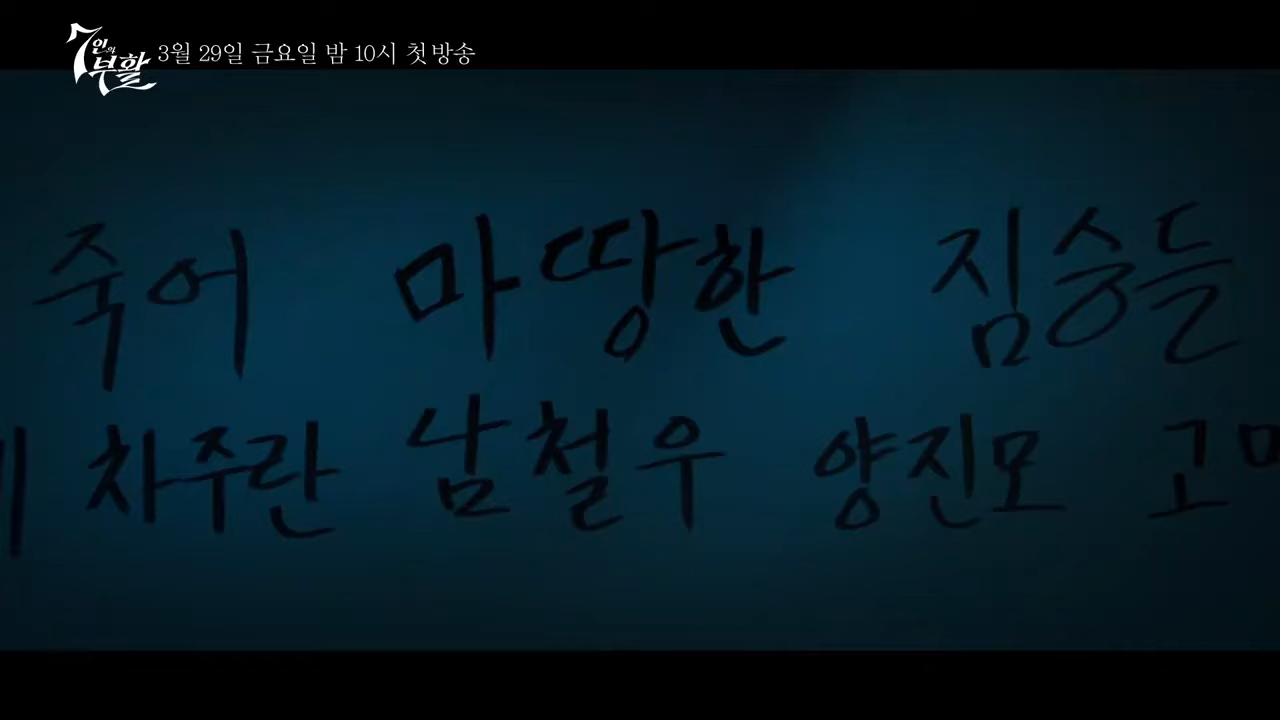 7인의 부활 3월 29일 금요일 밤 10시 첫 방송
죽어 마땅한 짐승들
차주란 남철우 양진모 고